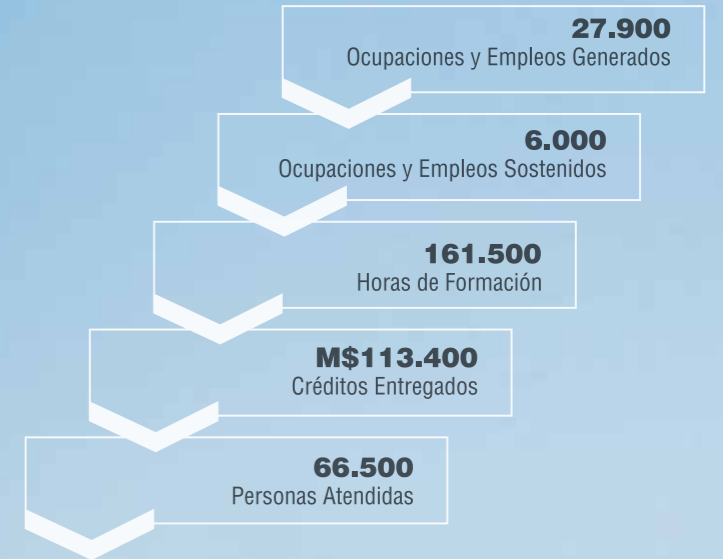 27.900
Ocupaciones y Empleos Generados
6.000
Ocupaciones y Empleos Sostenidos
161.500
Horas de Formación
M$113.400
Créditos Entregados
66.500
Personas Atendidas